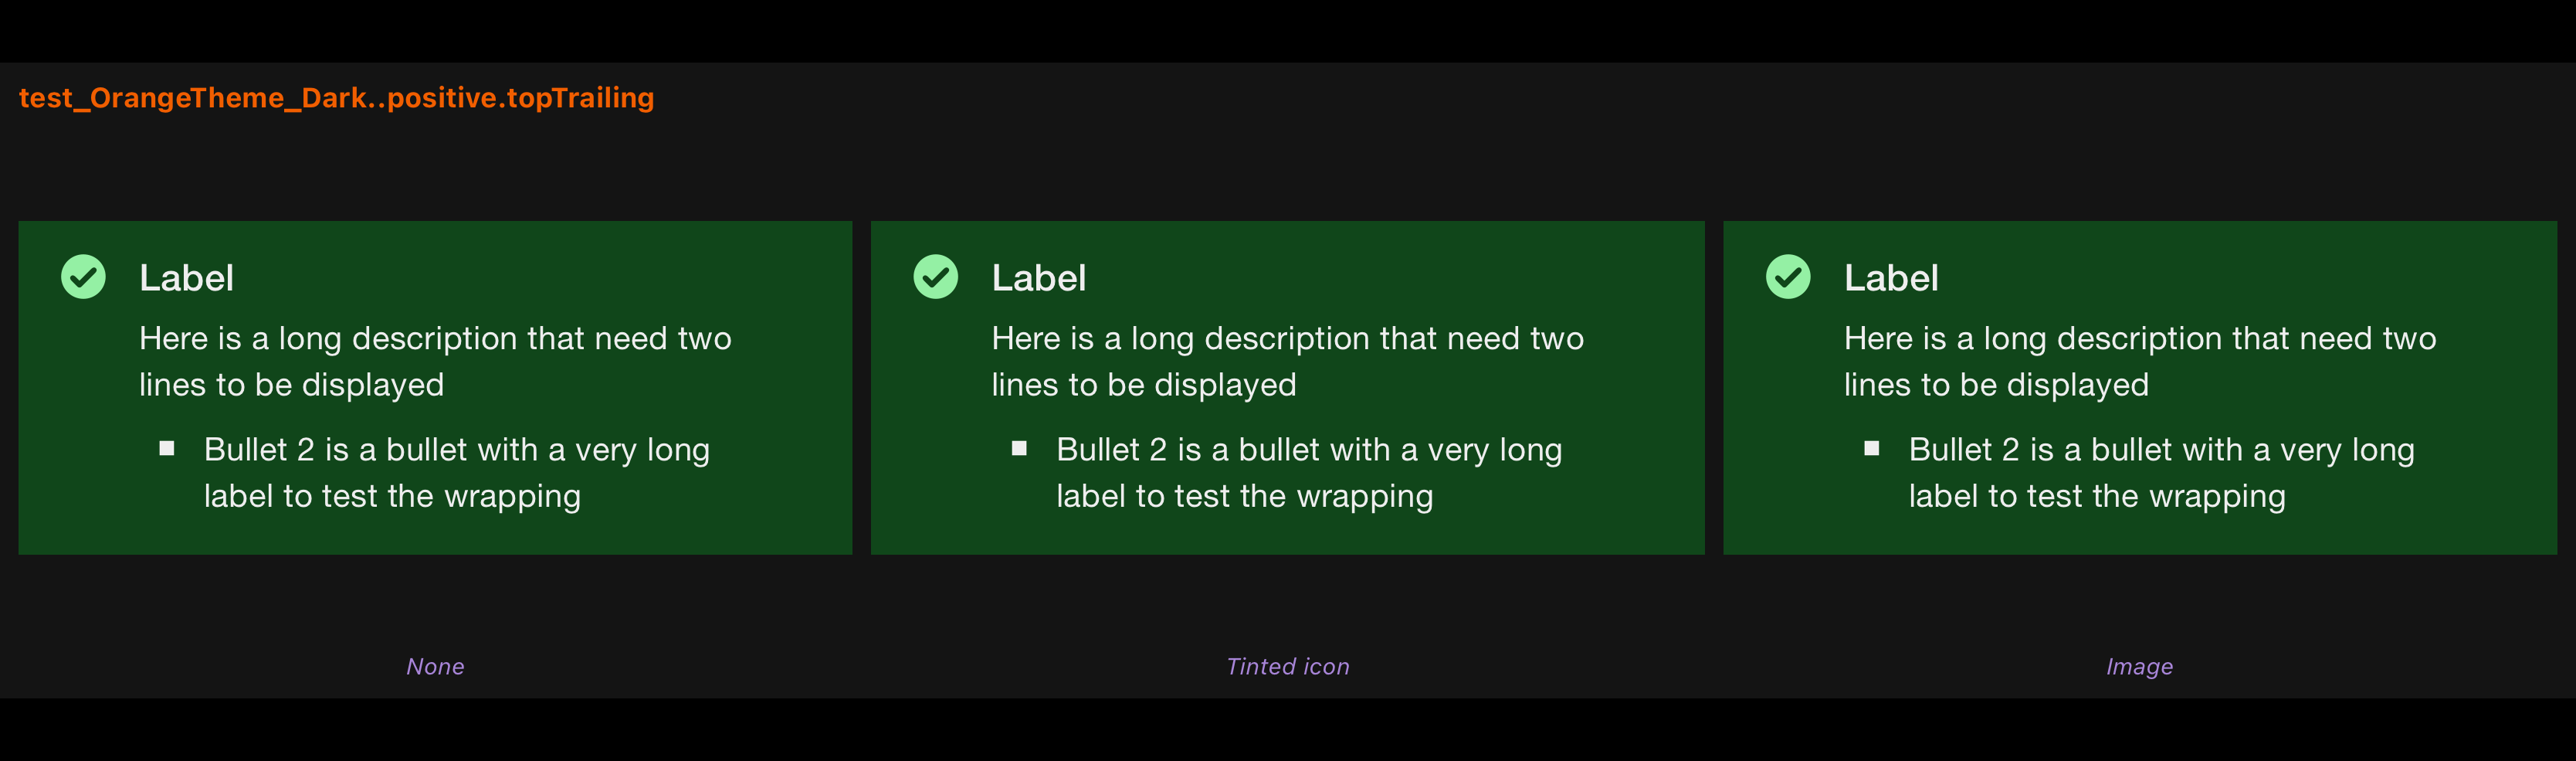 test_OrangeTheme_Dark..positive.topTrailing
Label
Here is a long description that need two
lines to be displayed
■ Bullet 2 is a bullet with a very long
label to test the wrapping
Label
Here is a long description that need two
lines to be displayed
■ Bullet 2 is a bullet with a very long
label to test the wrapping
Label
Here is a long description that need two
lines to be displayed
■ Bullet 2 is a bullet with a very long
label to test the wrapping
None
Tinted icon
Image